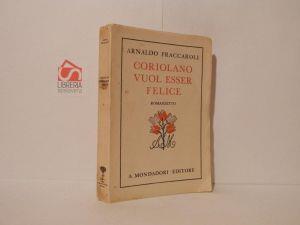 LIBRERIA
ARNALDO FRACCAROLI
CORIOLANO
VUOL ESSER
FELICE
ROMANZETTO
A. MONDADORI EDITORE